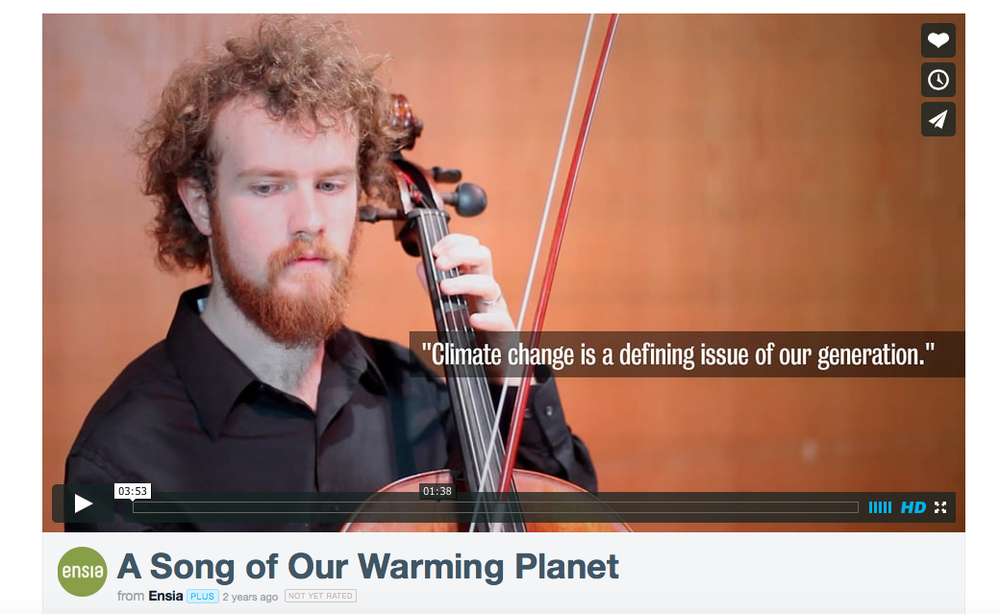 "Climate change is a defining issue of our generation."
03:53
01:38
HD
ensia
A Song of Our Warming Planet
from Ensia PLUS 2 years ago NOT YET RATED